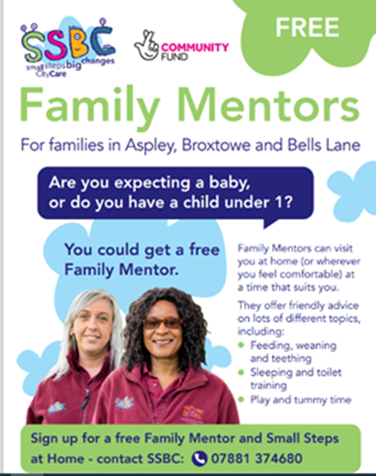 FREE
SSBC
small steps big changes
CityCare
COMMUNITY
FUND
Family Mentors
For families in Aspley, Broxtowe and Bells Lane
Are you expecting a baby,
or do you have a child under 1?
You could get a free
Family Mentor.
Family Mentors can visit
you at home (or wherever
you feel comfortable) at
a time that suits you.
They offer friendly advice
on lots of different topics,
including:
Feeding, weaning
and teething
Sleeping and toilet
training
Play and tummy time
Sign up for a free Family Mentor and Small Steps
at Home - contact SSBC: 07881 374680